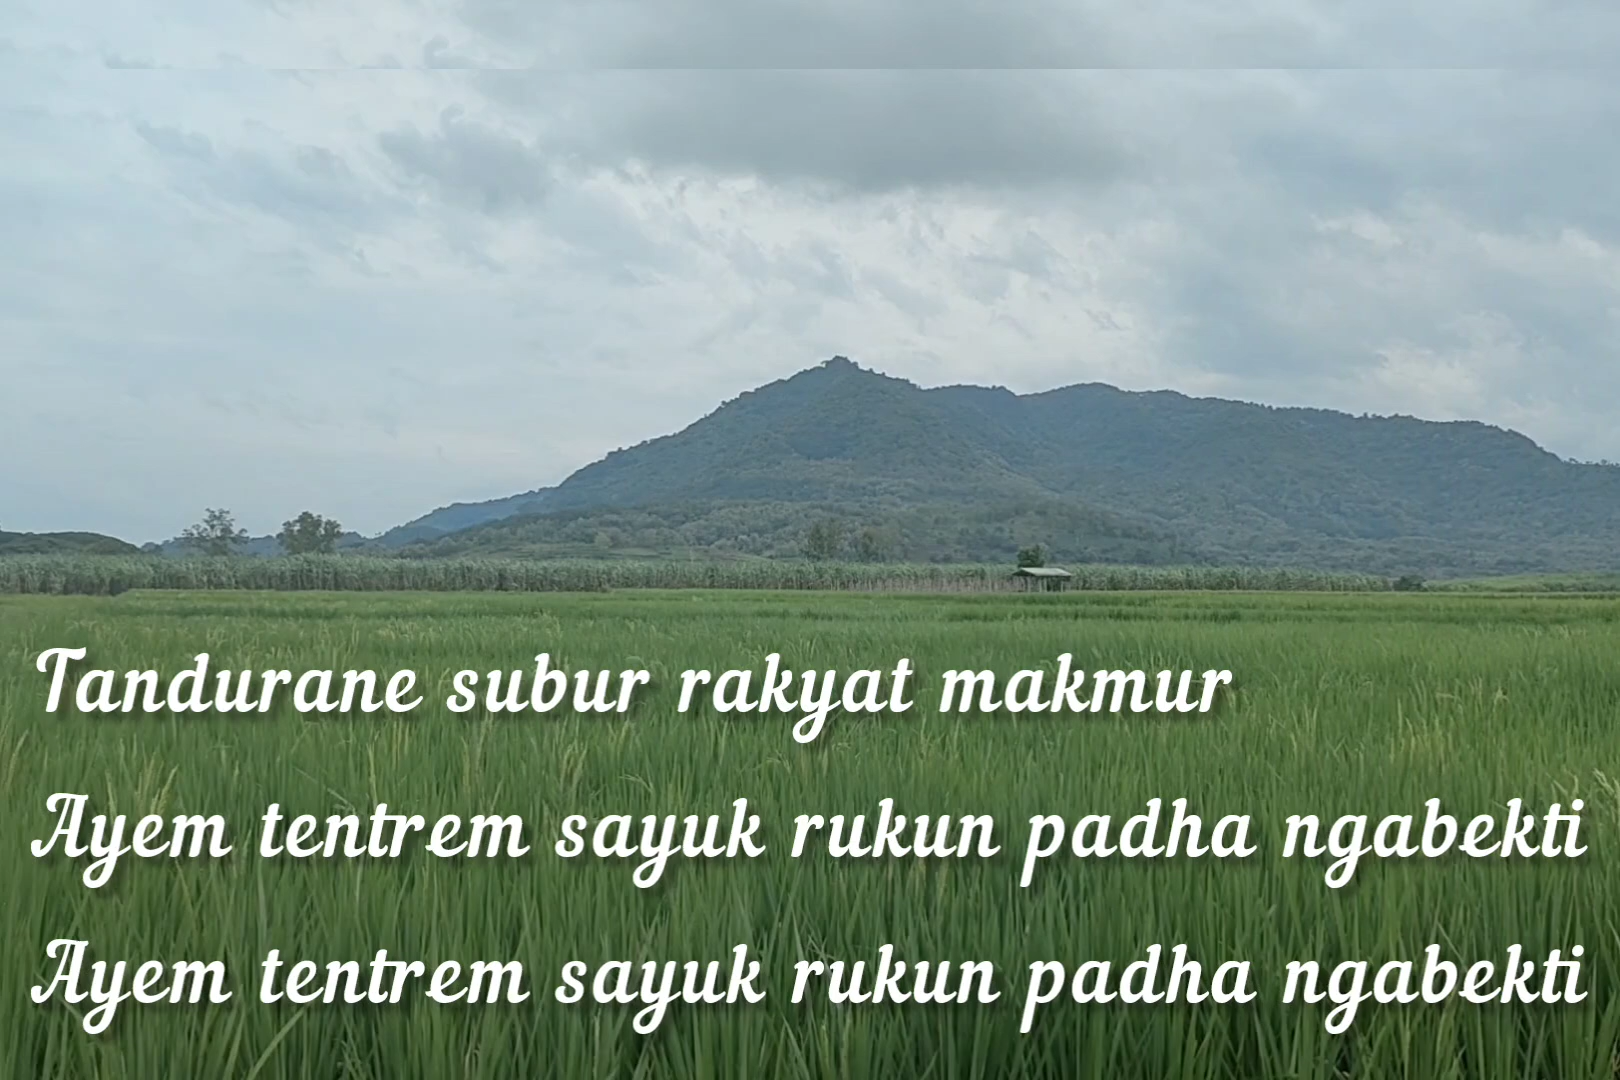 Tandurane subur rakyat makmur
Ayem tentrem sayuk rukun padha ngabekti
Ayem tentrem sayuk rukun padha ngabekti